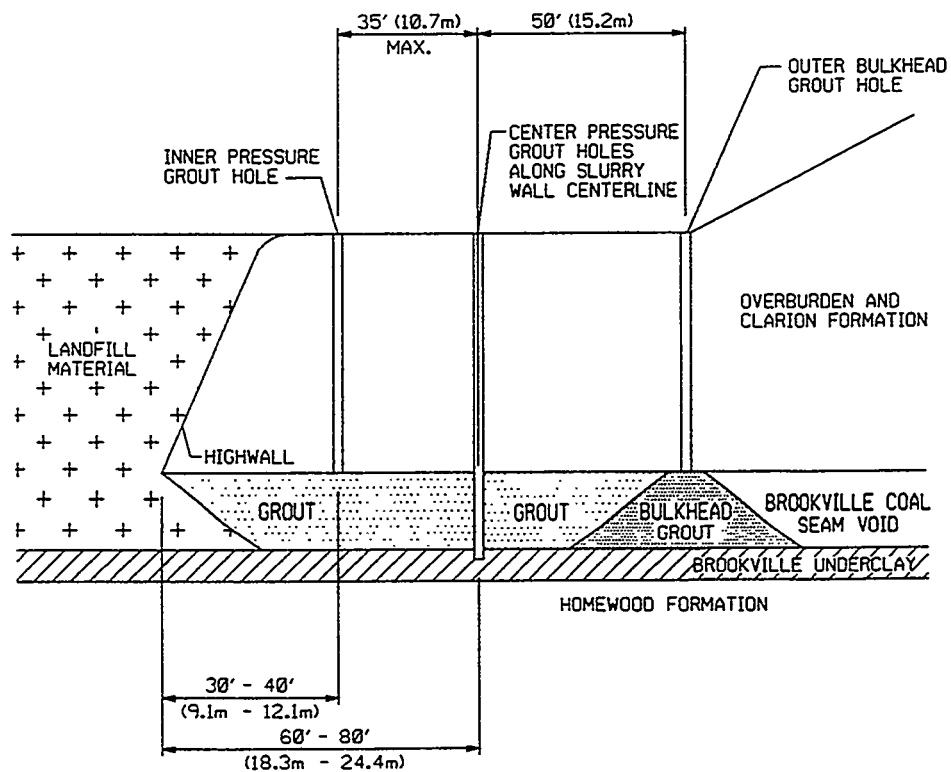 35' (10.7m)
MAX.
50' (15.2m)
OUTER BULKHEAD
GROUT HOLE
INNER PRESSURE
GROUT HOLE
CENTER PRESSURE
GROUT HOLES
ALONG SLURRY
WALL CENTERLINE
LANDFILL
MATERIAL
OVERBURDEN AND
CLARION FORMATION
HIGHWALL
GROUT
GROUT
BULKHEAD
GROUT
BROOKVILLE COAL
SEAM VOID
BROOKVILLE UNDERCLAY
HOMEWOOD FORMATION
30' - 40'
(9.1m - 12.1m)
60' - 80'
(18.3m - 24.4m)